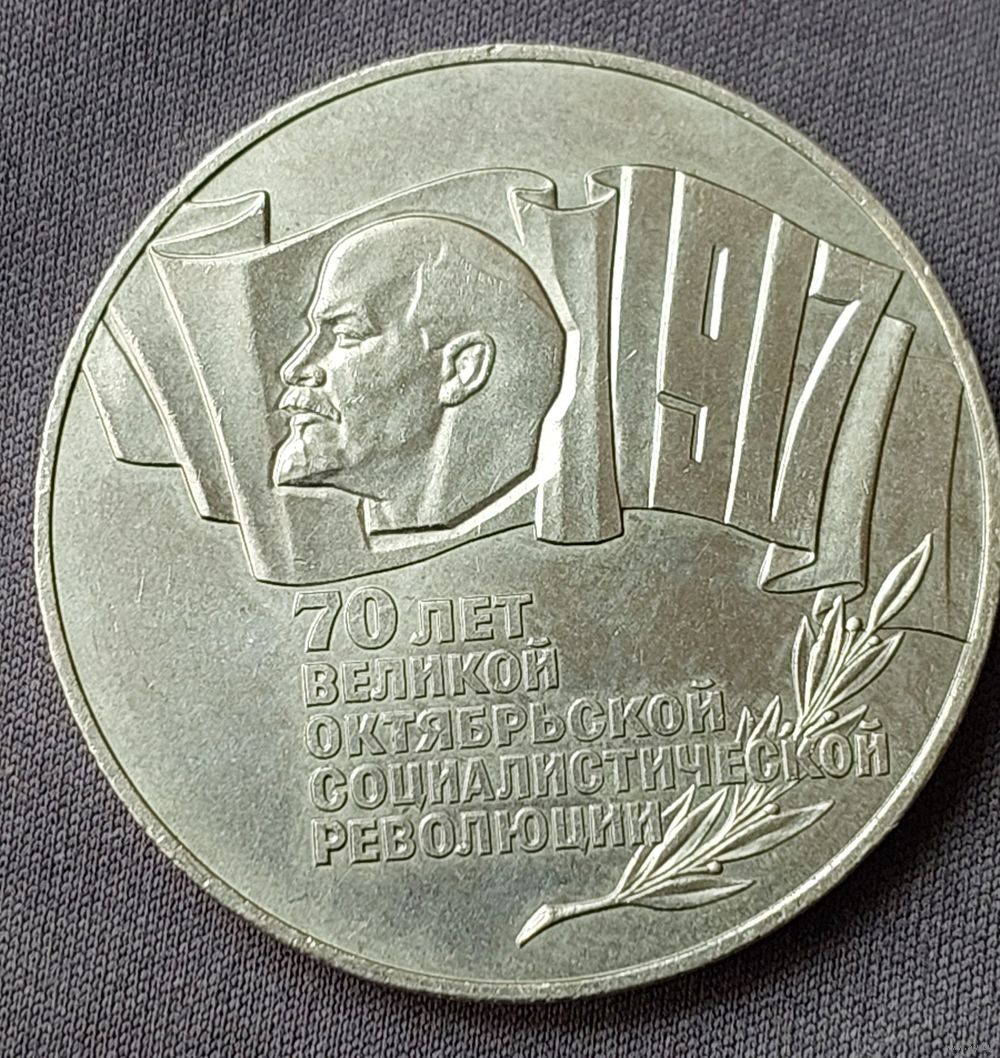 1917
70 ЛЕТ
ВЕЛИКОЙ
ОКТЯБРЬСКОЙ
СОЦИАЛИСТИЧЕСКОЙ
РЕВОЛЮЦИИ